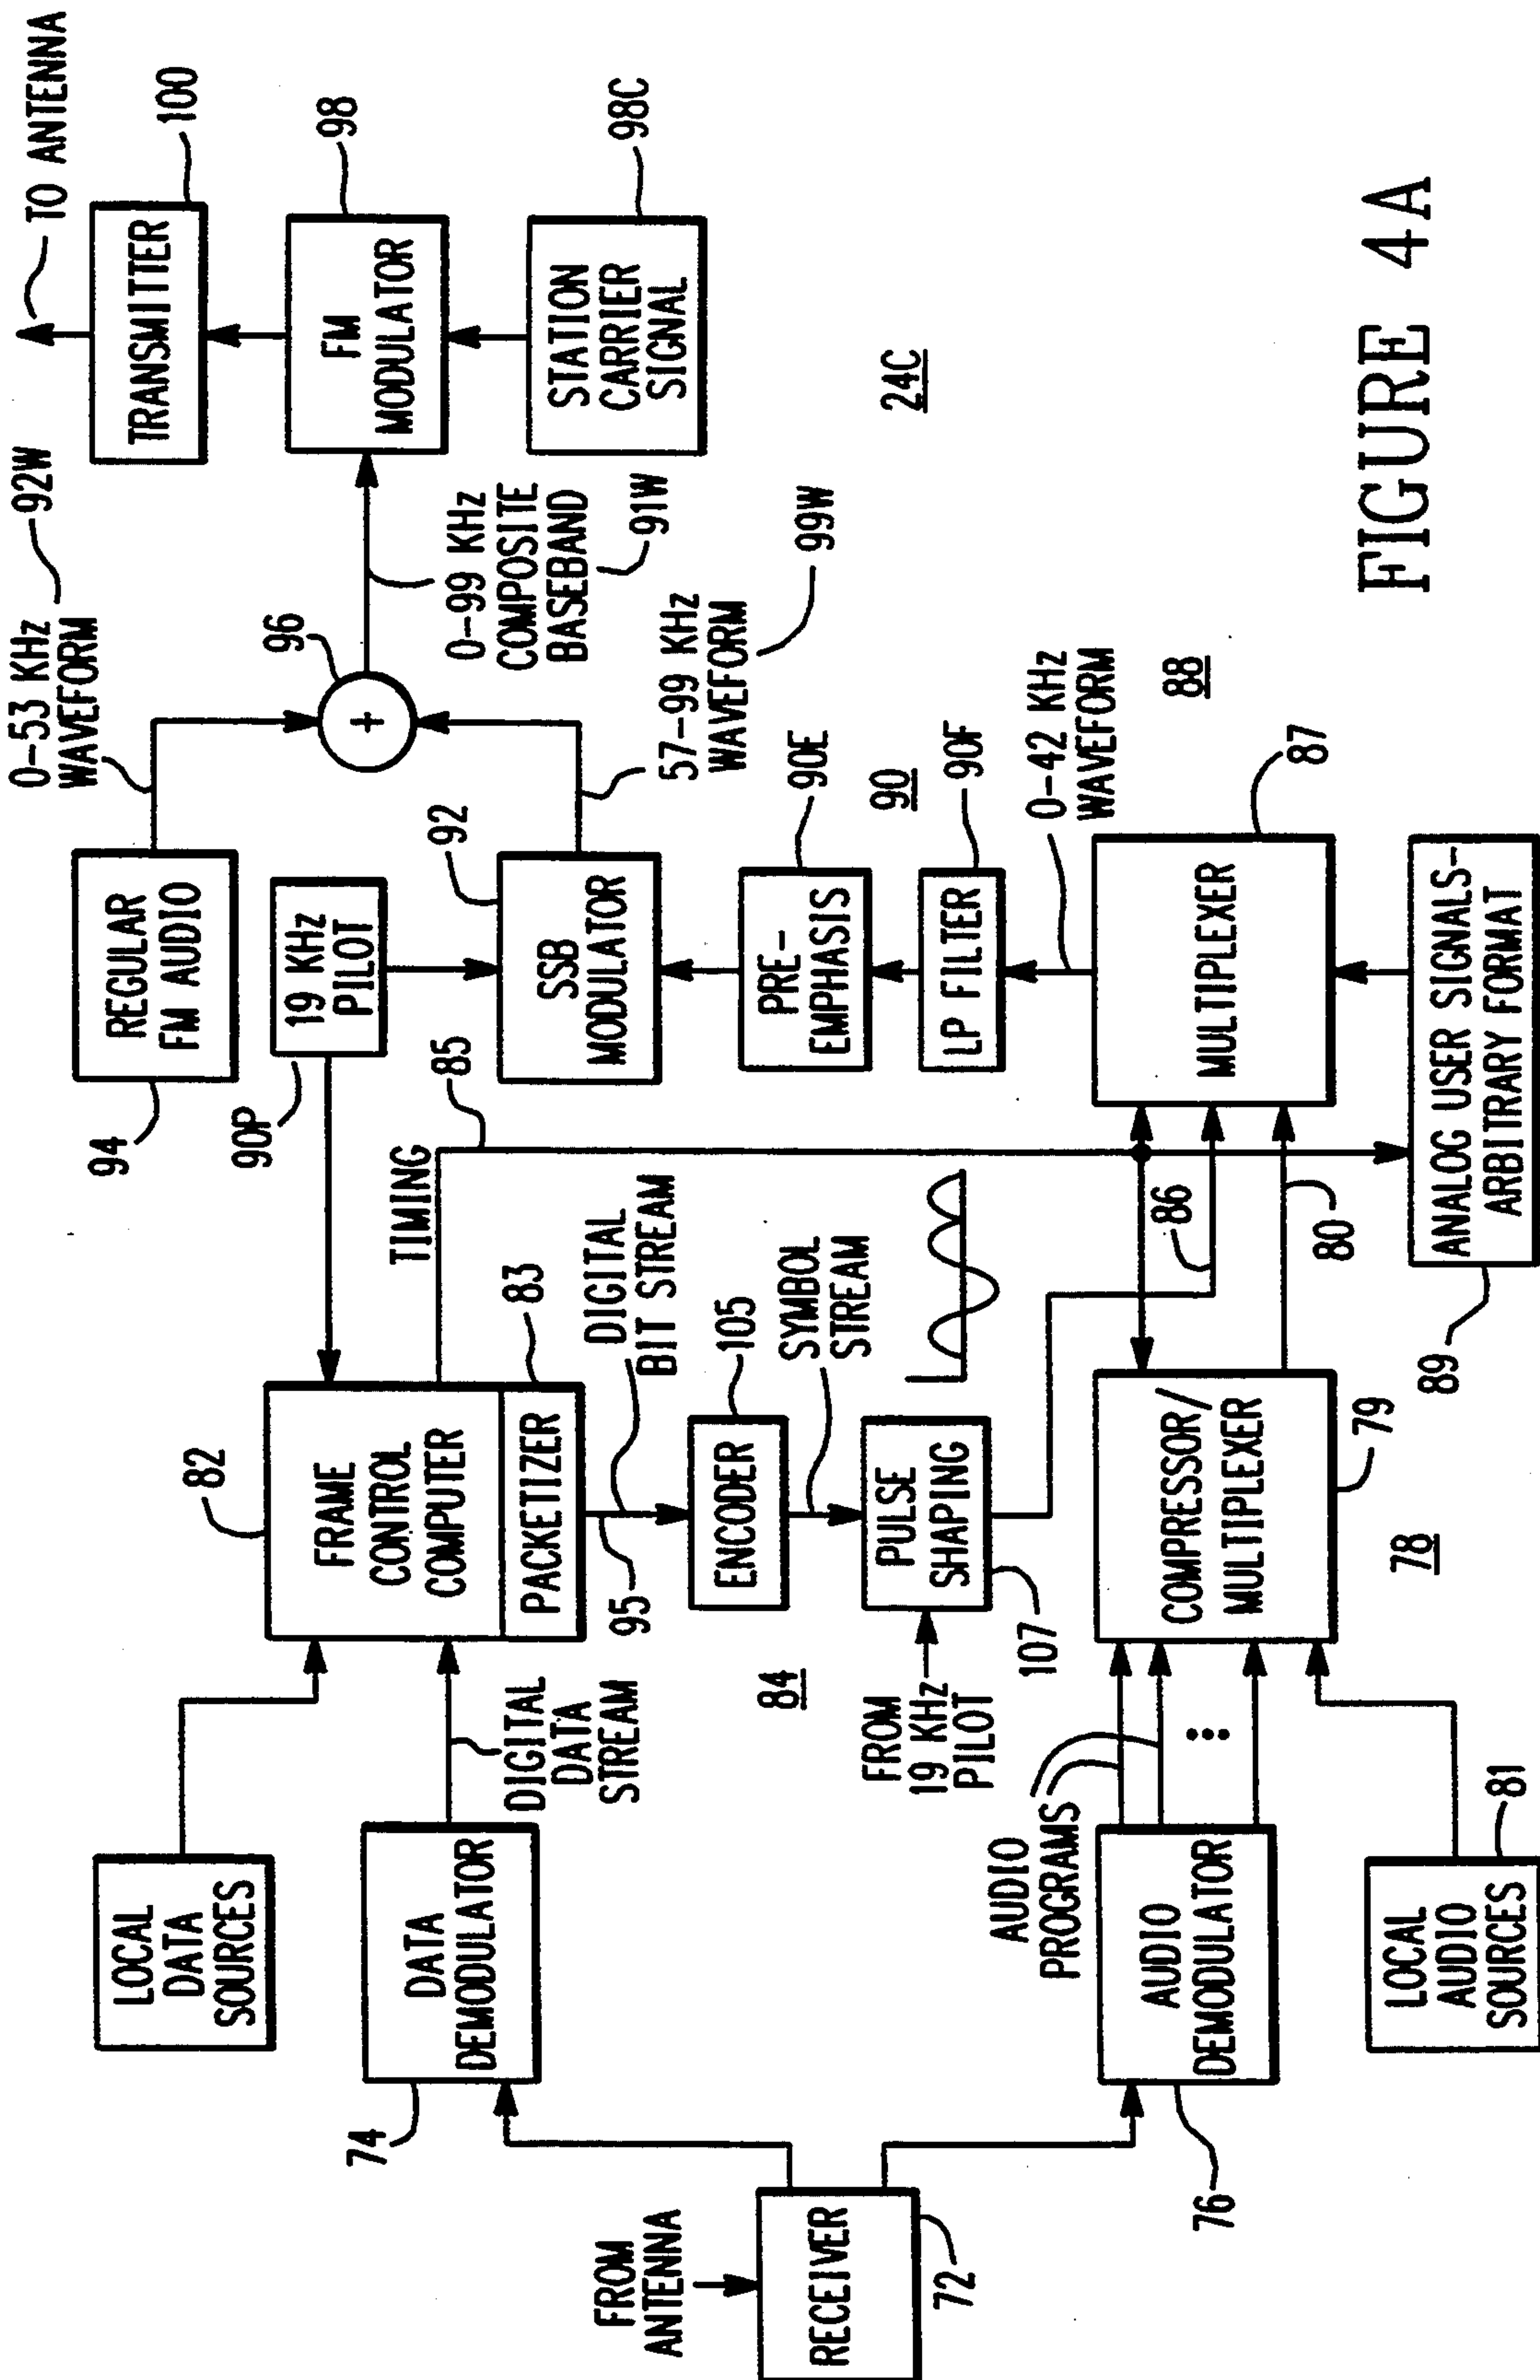 FROM
ANTENNA
RECEIVER
72
LOCAL
DATA
SOURCES
74
DATA
DEMODULATOR
DIGITAL
DATA
STREAM
76
AUDIO
DEMODULATOR
AUDIO
PROGRAMS
LOCAL
AUDIO
SOURCES
81
82
FRAME
CONTROL
COMPUTER
PACKETIZER
83
95
DIGITAL
BIT STREAM
ENCODER
105
84
SYMBOL
STREAM
FROM
19 KHz
PILOT
PULSE
SHAPING
107
COMPRESSOR/
MULTIPLEXER
79
78
TIMING
85
86
80
94
REGULAR
FM AUDIO
90P
19 KHz
PILOT
92
SSB
MODULATOR
PRE-
EMPHASIS
90E
90
LP FILTER
90F
0-42 KHz
WAVEFORM
MULTIPLEXER
87
88
89
ANALOG USER SIGNALS-
ARBITRARY FORMAT
0-53 KHz
WAVEFORM
92W
96
+
57-99 KHz
WAVEFORM
99W
0-99 KHz
COMPOSITE
BASEBAND
91W
TO ANTENNA
TRANSMITTER
100
FM
MODULATOR
98
STATION
CARRIER
SIGNAL
98C
24C
FIGURE 4A